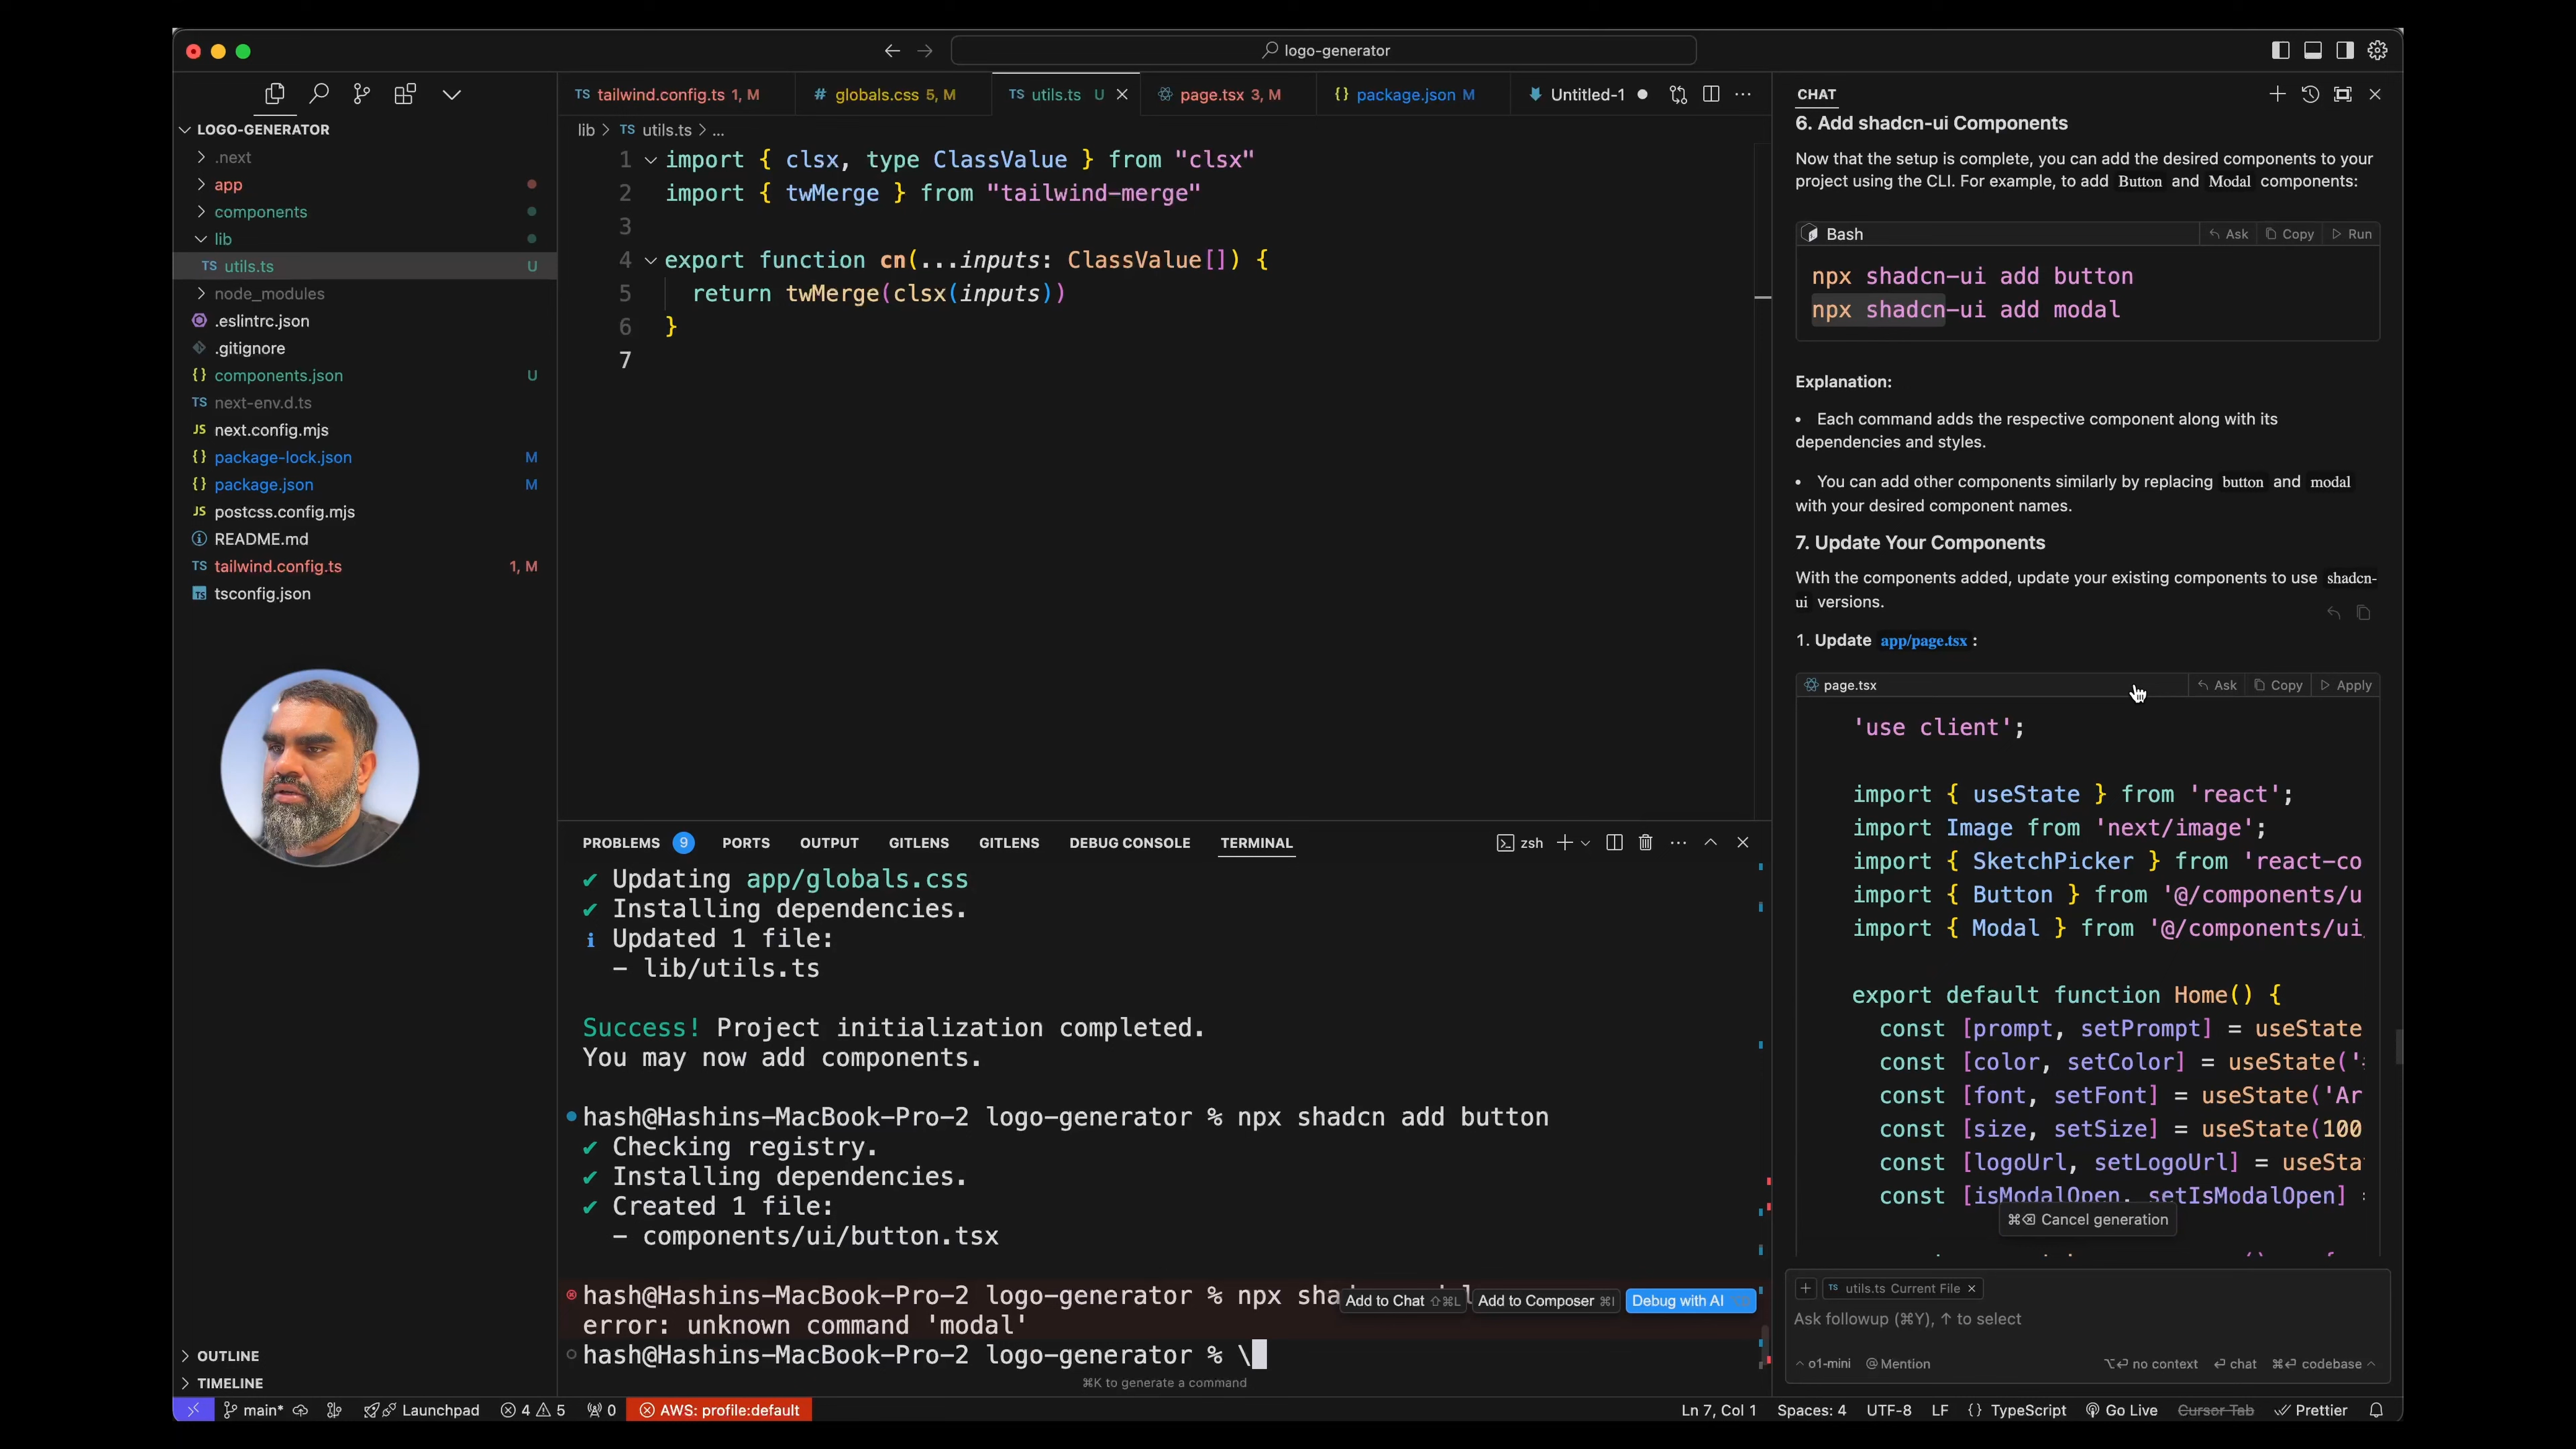 logo-generator
LOGO-GENERATOR
.next
app
components
lib
TS utils.ts U
node_modules
.eslintrc.json
.gitignore
{} components.json U
TS next-env.d.ts
JS next.config.mjs
{} package-lock.json M
{} package.json M
JS postcss.config.mjs
README.md
TS tailwind.config.ts 1, M
TS tsconfig.json
OUTLINE
TIMELINE
TS tailwind.config.ts 1, M
# globals.css 5, M
TS utils.ts U
page.tsx 3, M
{} package.json M
Untitled-1
lib > TS utils.ts > ...
1 import { clsx, type ClassValue } from "clsx"
2 import { twMerge } from "tailwind-merge"
3
4 export function cn(...inputs: ClassValue[]) {
5 return twMerge(clsx(inputs))
6 }
7
PROBLEMS 9 PORTS OUTPUT GITLENS GITLENS DEBUG CONSOLE TERMINAL
zsh
✔ Updating app/globals.css
✔ Installing dependencies.
i Updated 1 file:
- lib/utils.ts
Success! Project initialization completed.
You may now add components.
hash@Hashins-MacBook-Pro-2 logo-generator % npx shadcn add button
✔ Checking registry.
✔ Installing dependencies.
✔ Created 1 file:
- components/ui/button.tsx
hash@Hashins-MacBook-Pro-2 logo-generator % npx
Add to Chat ⇧⌘L Add to Composer ⌘I Debug with AI
error: unknown command 'modal'
hash@Hashins-MacBook-Pro-2 logo-generator % \
⌘K to generate a command
CHAT
6. Add shadcn-ui Components
Now that the setup is complete, you can add the desired components to your
project using the CLI. For example, to add Button and Modal components:
Bash Ask Copy Run
npx shadcn-ui add button
npx shadcn-ui add modal
Explanation:
• Each command adds the respective component along with its
dependencies and styles.
• You can add other components similarly by replacing button and modal
with your desired component names.
7. Update Your Components
With the components added, update your existing components to use shadcn-
ui versions.
1. Update app/page.tsx :
page.tsx Ask Copy Apply
'use client';
import { useState } from 'react';
import Image from 'next/image';
import { SketchPicker } from 'react-co
import { Button } from '@/components/u
import { Modal } from '@/components/ui
export default function Home() {
const [prompt, setPrompt] = useState
const [color, setColor] = useState('
const [font, setFont] = useState('Ar
const [size, setSize] = useState(100
const [logoUrl, setLogoUrl] = useSta
const [isModalOpen, setIsModalOpen] =
⌘⌫ Cancel generation
+ TS utils.ts Current File ×
Ask followup (⌘Y), ↑ to select
^ o1-mini @ Mention ⌥⏎ no context ⏎ chat ⌘⏎ codebase ^
main* Launchpad 4 5 0 AWS: profile:default
Ln 7, Col 1 Spaces: 4 UTF-8 LF {} TypeScript Go Live Cursor Tab Prettier